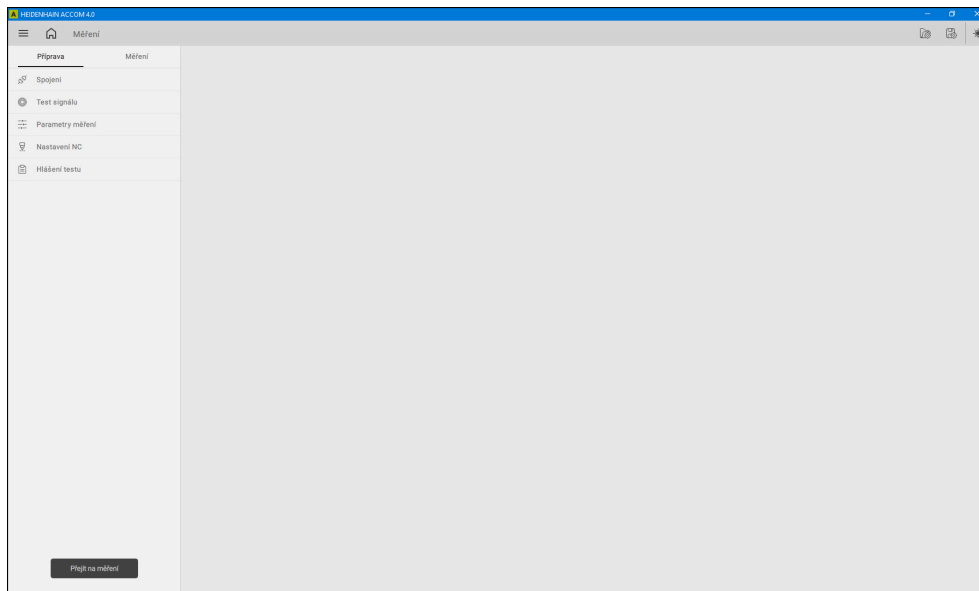 HEIDENHAIN ACCOM 4.0
Měření
Příprava Měření
Spojení
Test signálu
Parametry měření
Nastavení NC
Hlášení testu
Přejít na měření